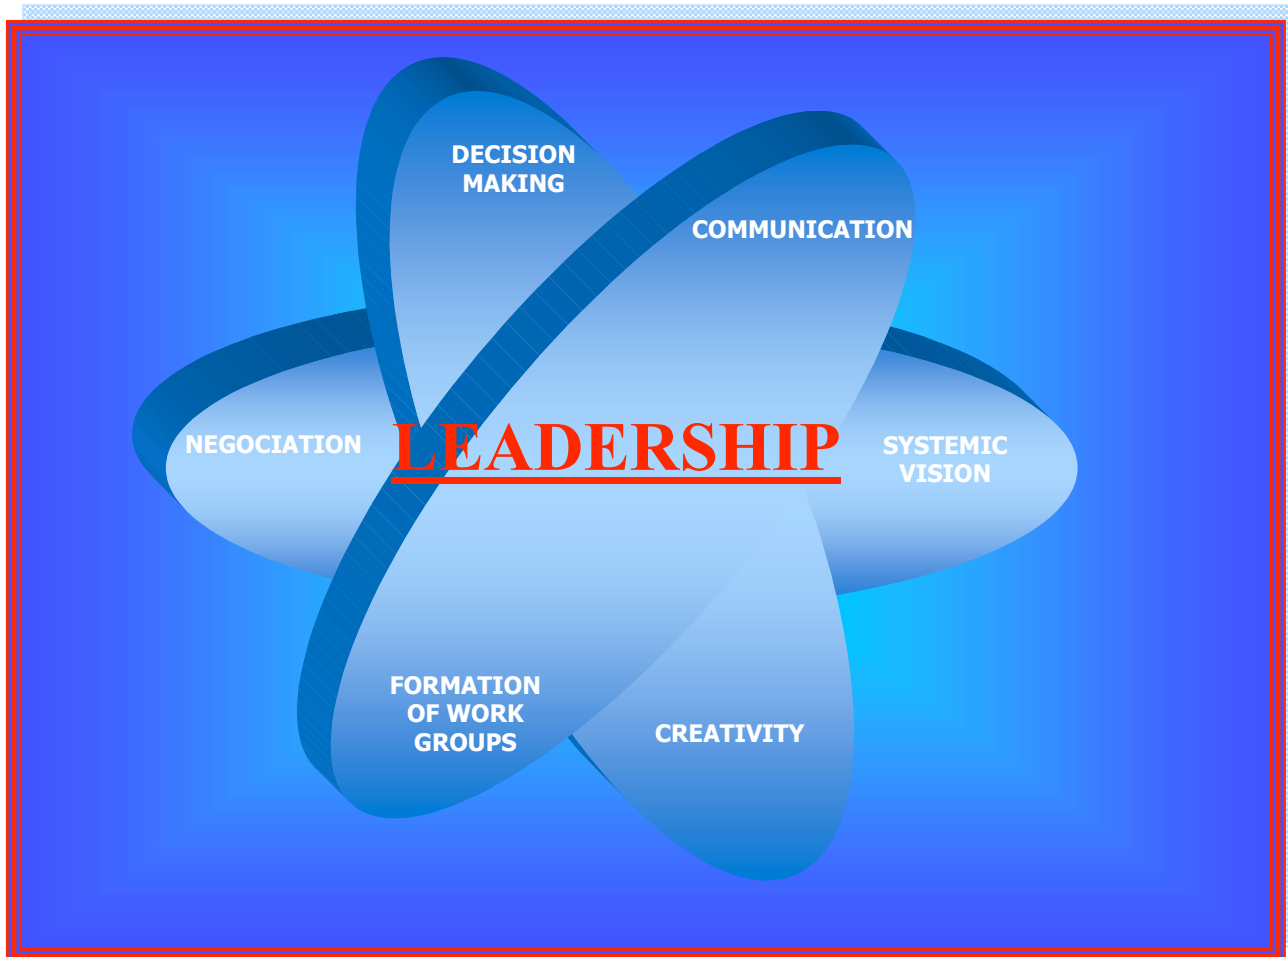 DECISION
MAKING
COMMUNICATION
NEGOCIATION
LEADERSHIP
SYSTEMIC
VISION
FORMATION
OF WORK
GROUPS
CREATIVITY